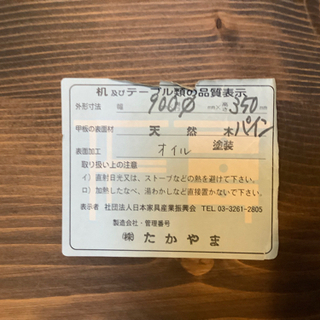 机及びテーブル類の品質表示
外形寸法 幅 900φ mm× 高さ 350 mm
甲板の表面材 天然木 パイン
表面加工 オイル 塗装
取り扱い上の注意
イ）直射日光又は、ストーブなどの熱を避けて下さい。
ロ）加熱したなべ、湯わかしなど直接置かないで下さい。
表示者 社団法人日本家具産業振興会 TEL 03-3261-2805
製造会社・管理番号
㈱ たかやま